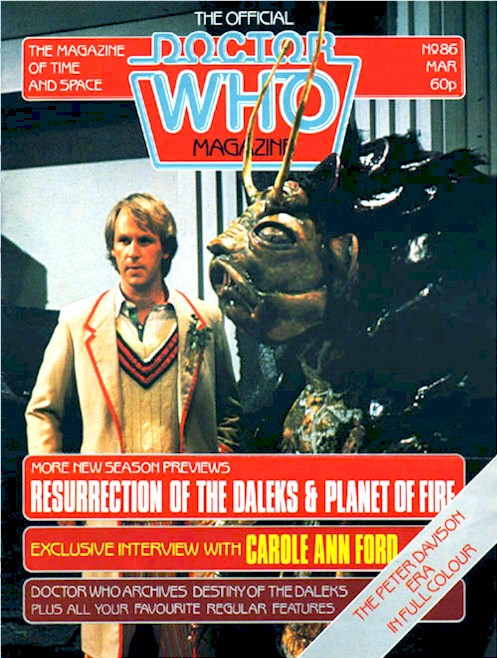 THE OFFICIAL
DOCTOR
WHO
MAGAZINE
THE MAGAZINE
OF TIME
AND SPACE
No86
MAR
60p
MORE NEW SEASON PREVIEWS
RESURRECTION OF THE DALEKS & PLANET OF FIRE
EXCLUSIVE INTERVIEW WITH CAROLE ANN FORD
DOCTOR WHO ARCHIVES DESTINY OF THE DALEKS
PLUS ALL YOUR FAVOURITE REGULAR FEATURES
THE PETER DAVISON
ERA
IN FULL COLOUR